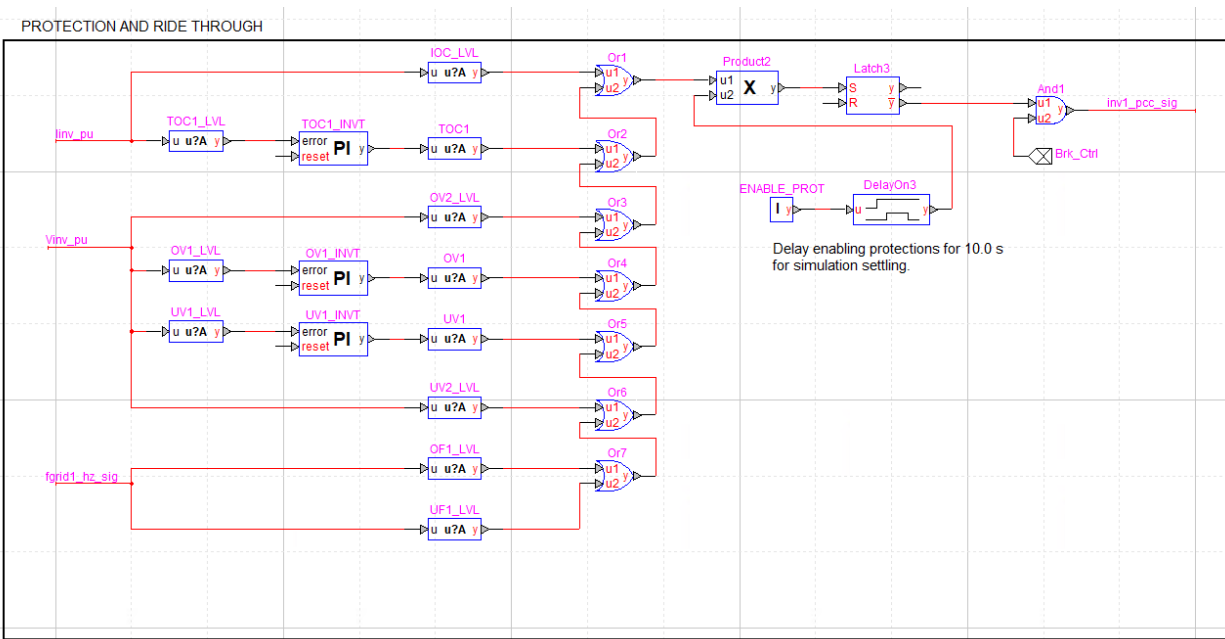 PROTECTION AND RIDE THROUGH
IOC_LVL
u u?A y
Or1
u1
u2
y
Product2
u1
u2
X
y
Latch3
S y
R y
And1
u1
u2
y
inv1_pcc_sig
Brk_Ctrl
Iinv_pu
TOC1_LVL
u u?A y
TOC1_INVT
error
reset
PI
y
TOC1
u u?A y
Or2
u1
u2
y
ENABLE_PROT
I y
DelayOn3
u y
Delay enabling protections for 10.0 s
for simulation settling.
OV2_LVL
u u?A y
Or3
u1
u2
y
Vinv_pu
OV1_LVL
u u?A y
OV1_INVT
error
reset
PI
y
OV1
u u?A y
Or4
u1
u2
y
UV1_LVL
u u?A y
UV1_INVT
error
reset
PI
y
UV1
u u?A y
Or5
u1
u2
y
UV2_LVL
u u?A y
Or6
u1
u2
y
fgrid1_hz_sig
OF1_LVL
u u?A y
Or7
u1
u2
y
UF1_LVL
u u?A y